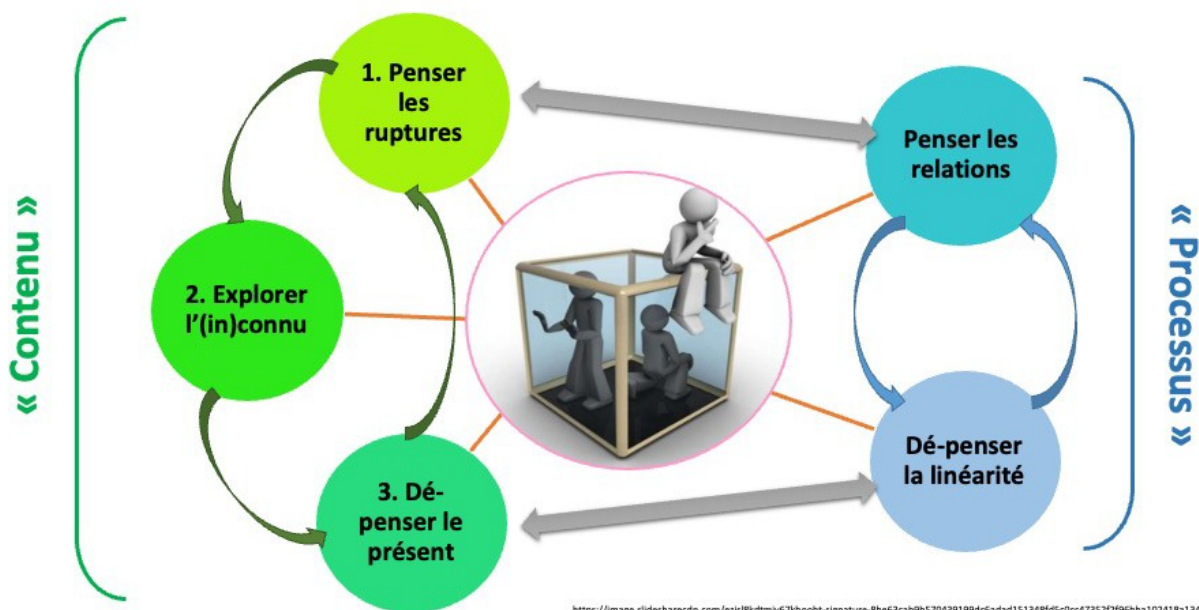 « Contenu »
1. Penser
les
ruptures
2. Explorer
l'(in)connu
3. Dé-
penser le
présent
Penser les
relations
Dé-penser
la linéarité
« Processus »